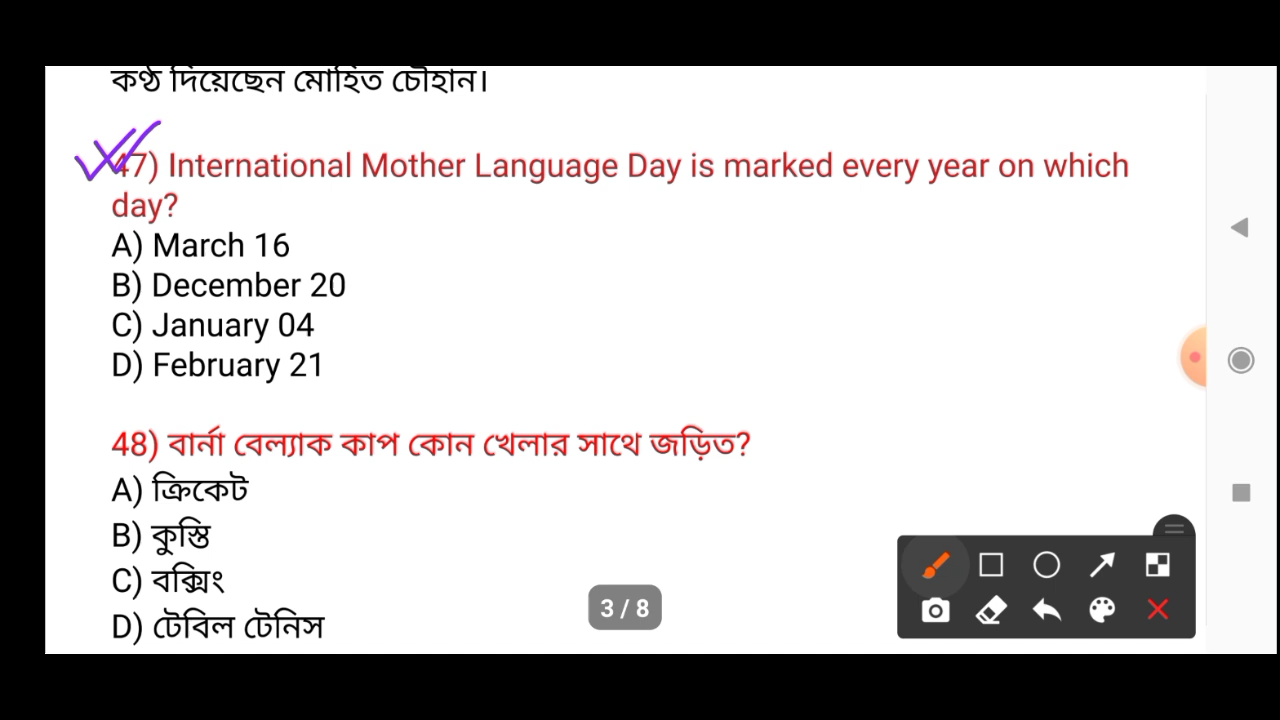 কণ্ঠ দিয়েছেন মোহিত চৌহান।
47) International Mother Language Day is marked every year on which
day?
A) March 16
B) December 20
C) January 04
D) February 21
48) বার্না বেল্যাক কাপ কোন খেলার সাথে জড়িত?
A) ক্রিকেট
B) কুস্তি
C) বক্সিং
D) টেবিল টেনিস
3 / 8